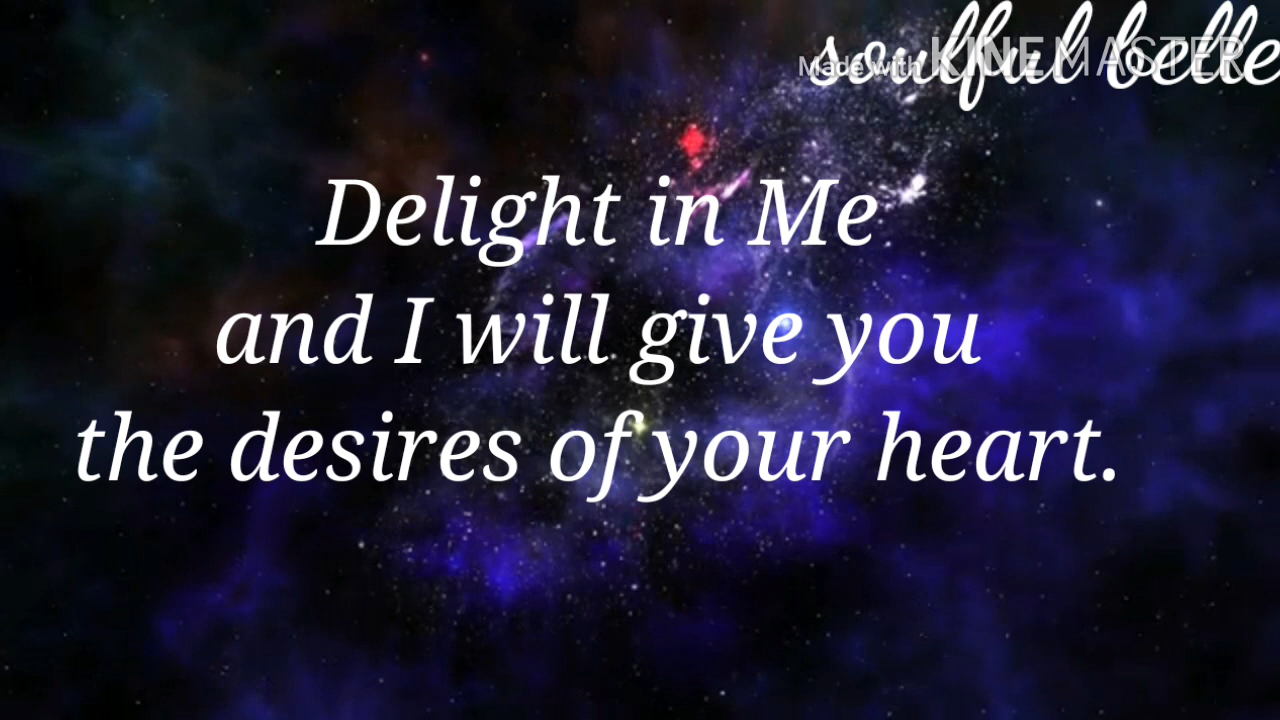 soulful belle
Made with KINEMASTER
Delight in Me
and I will give you
the desires of your heart.